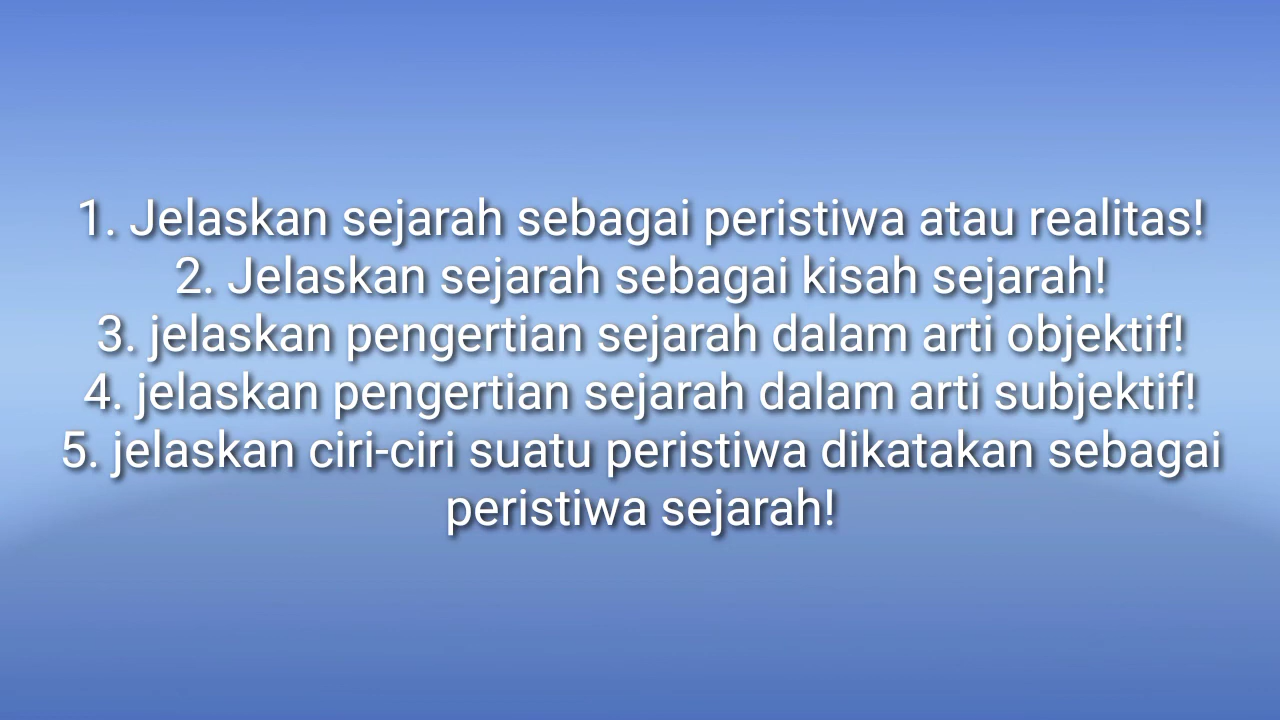 1. Jelaskan sejarah sebagai peristiwa atau realitas!
2. Jelaskan sejarah sebagai kisah sejarah!
3. jelaskan pengertian sejarah dalam arti objektif!
4. jelaskan pengertian sejarah dalam arti subjektif!
5. jelaskan ciri-ciri suatu peristiwa dikatakan sebagai
peristiwa sejarah!